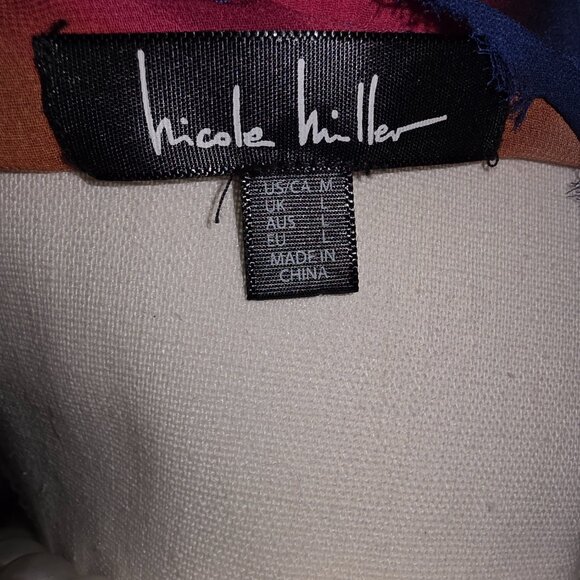 nicole miller
US/CA M
UK L
AUS L
EU L
MADE IN
CHINA